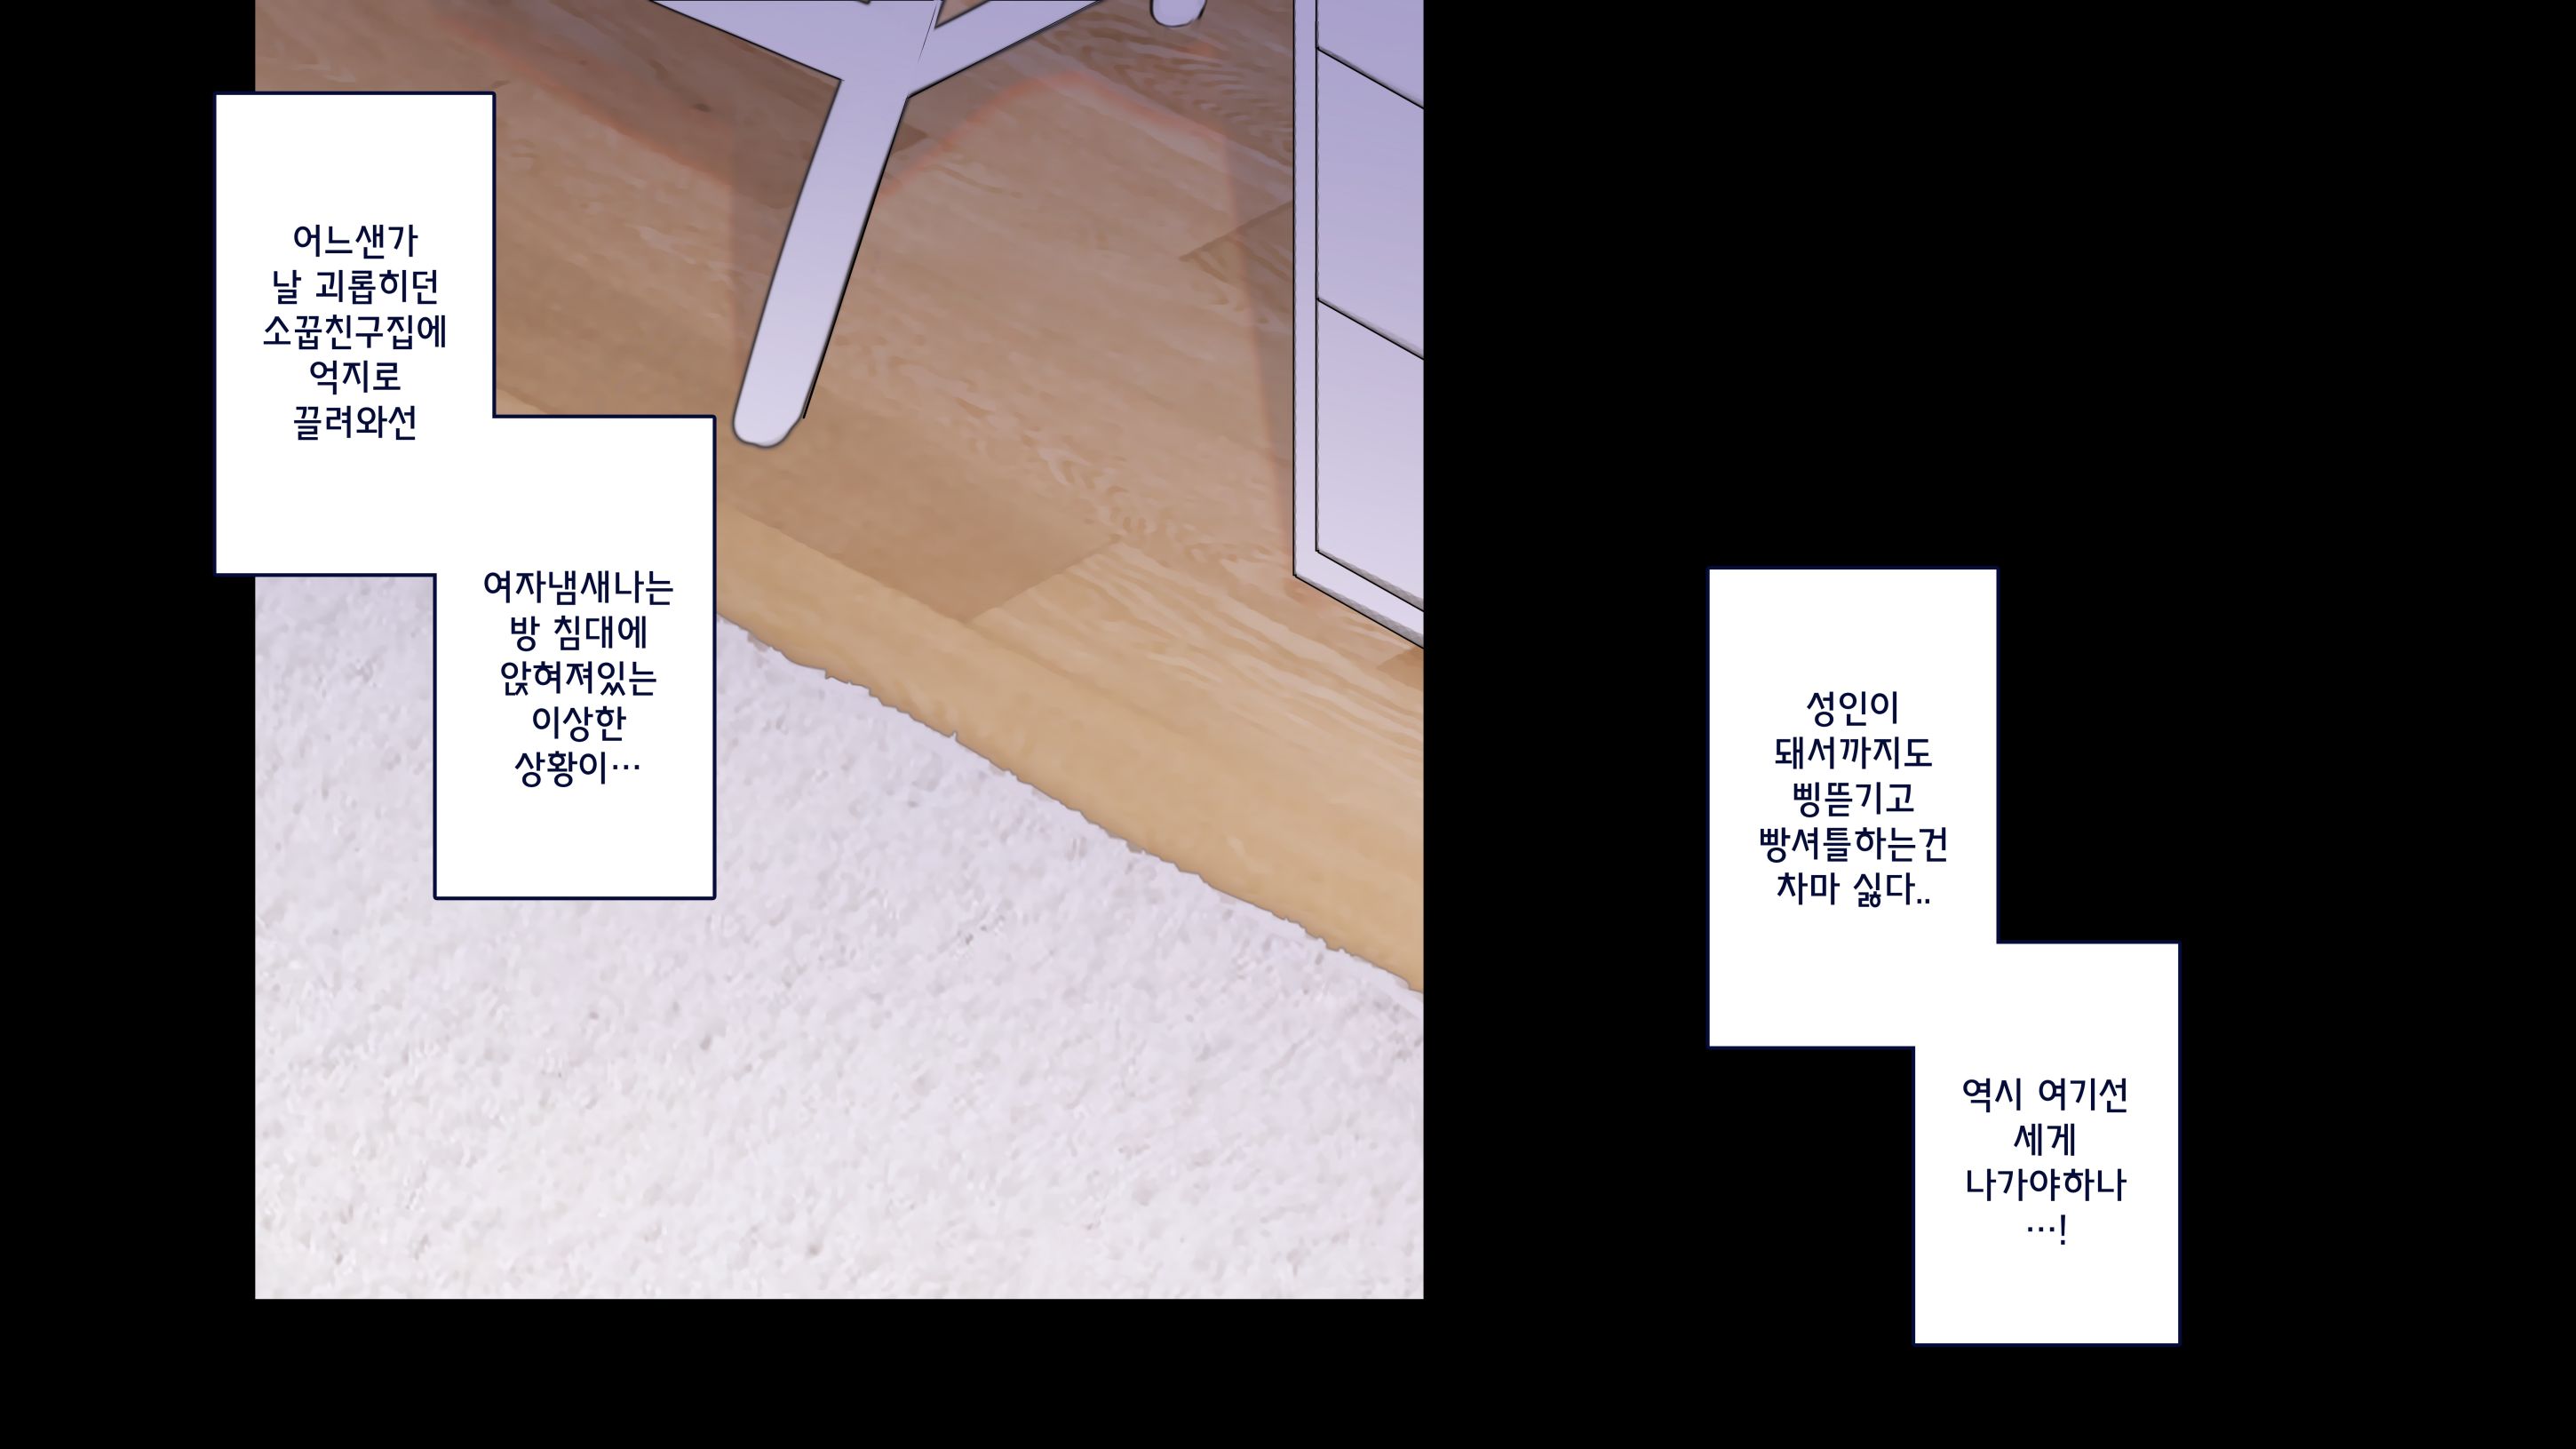 어느샌가
날 괴롭히던
소꿉친구집에
억지로
끌려와선
여자냄새나는
방 침대에
앉혀져있는
이상한
상황이…
성인이
돼서까지도
삥뜯기고
빵셔틀하는건
차마 싫다..
역시 여기선
세게
나가야하나
…!